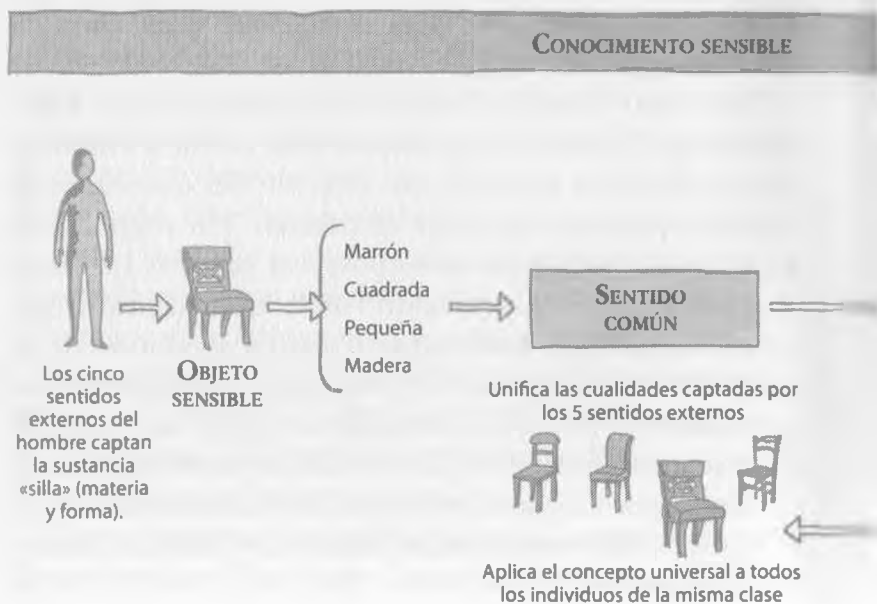 CONOCIMIENTO SENSIBLE
Los cinco
sentidos
externos del
hombre captan
la sustancia
«silla» (materia
y forma).
OBJETO
SENSIBLE
Marrón
Cuadrada
Pequeña
Madera
SENTIDO
COMÚN
Unifica las cualidades captadas por
los 5 sentidos externos
Aplica el concepto universal a todos
los individuos de la misma clase